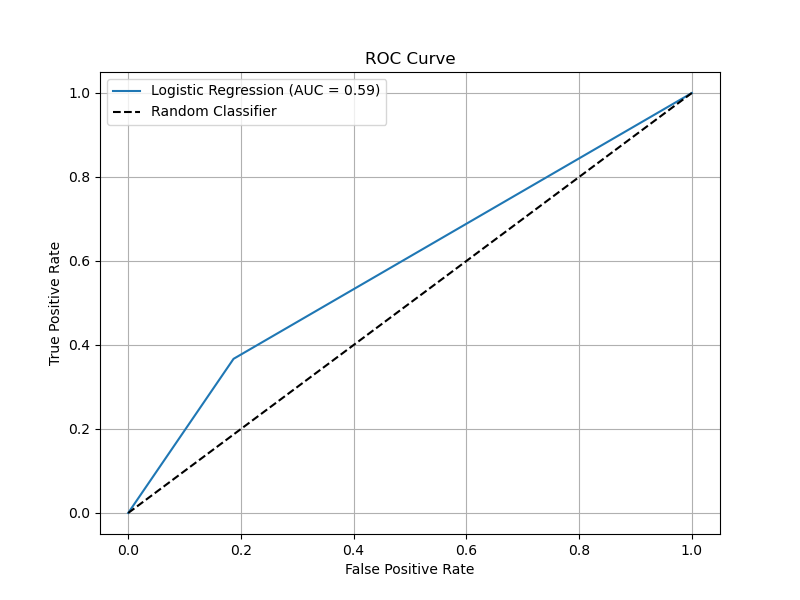 ROC Curve
Logistic Regression (AUC = 0.59)
Random Classifier
True Positive Rate
1.0
0.8
0.6
0.4
0.2
0.0
0.0 0.2 0.4 0.6 0.8 1.0
False Positive Rate